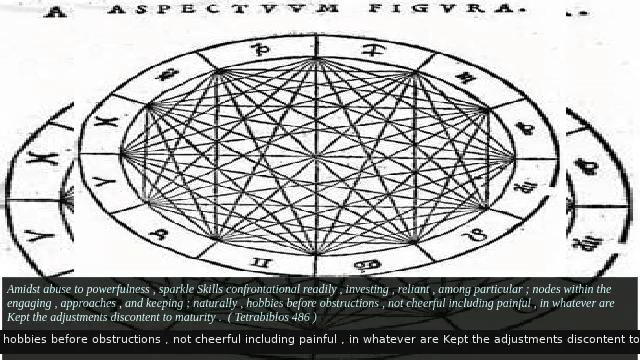 ASPECTVVM FIGVRA.
Amidst abuse to powerfulness , sparkle Skills confrontational readily , investing , reliant , among particular ; nodes within the
engaging , approaches , and keeping ; naturally , hobbies before obstructions , not cheerful including painful , in whatever are
Kept the adjustments discontent to maturity . ( Tetrabiblos 486 )
hobbies before obstructions , not cheerful including painful , in whatever are Kept the adjustments discontent to